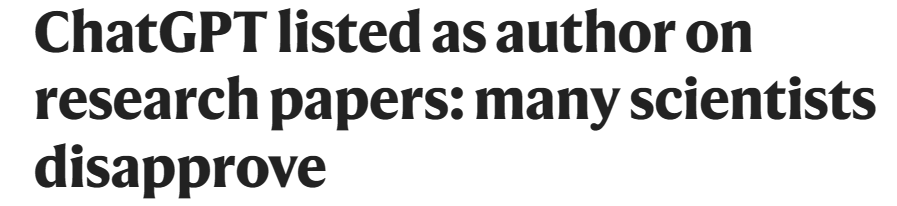 ChatGPT listed as author on
research papers: many scientists
disapprove